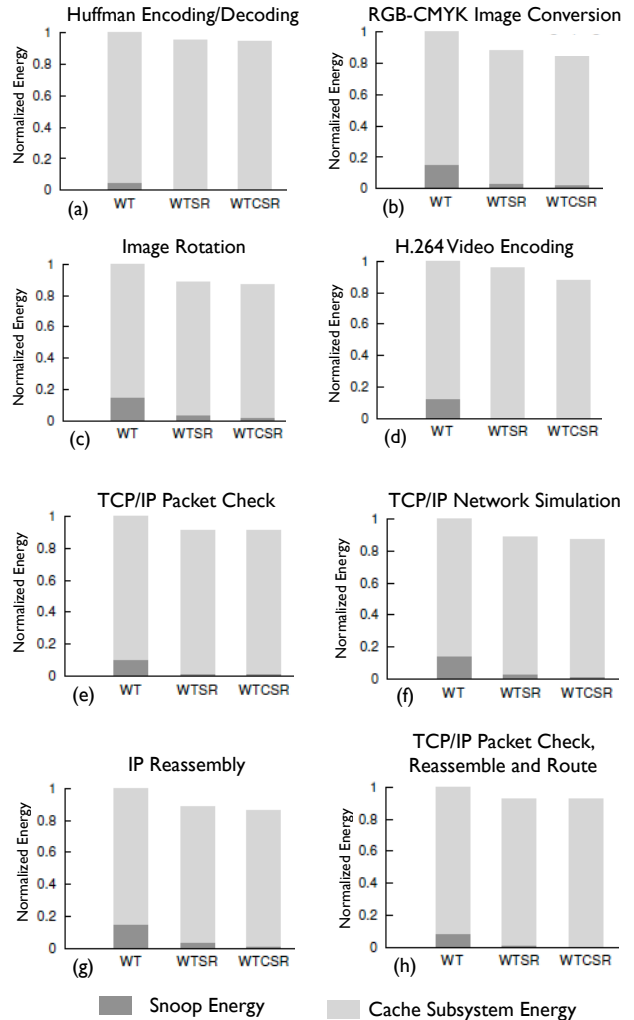 Huffman Encoding/Decoding
Normalized Energy
1
0.8
0.6
0.4
0.2
0
WT WTSR WTCSR
(a)
RGB-CMYK Image Conversion
Normalized Energy
1
0.8
0.6
0.4
0.2
0
WT WTSR WTCSR
(b)
Image Rotation
Normalized Energy
1
0.8
0.6
0.4
0.2
0
WT WTSR WTCSR
(c)
H.264 Video Encoding
Normalized Energy
1
0.8
0.6
0.4
0.2
0
WT WTSR WTCSR
(d)
TCP/IP Packet Check
Normalized Energy
1
0.8
0.6
0.4
0.2
0
WT WTSR WTCSR
(e)
TCP/IP Network Simulation
Normalized Energy
1
0.8
0.6
0.4
0.2
0
WT WTSR WTCSR
(f)
IP Reassembly
Normalized Energy
1
0.8
0.6
0.4
0.2
0
WT WTSR WTCSR
(g)
TCP/IP Packet Check,
Reassemble and Route
Normalized Energy
1
0.8
0.6
0.4
0.2
0
WT WTSR WTCSR
(h)
Snoop Energy
Cache Subsystem Energy